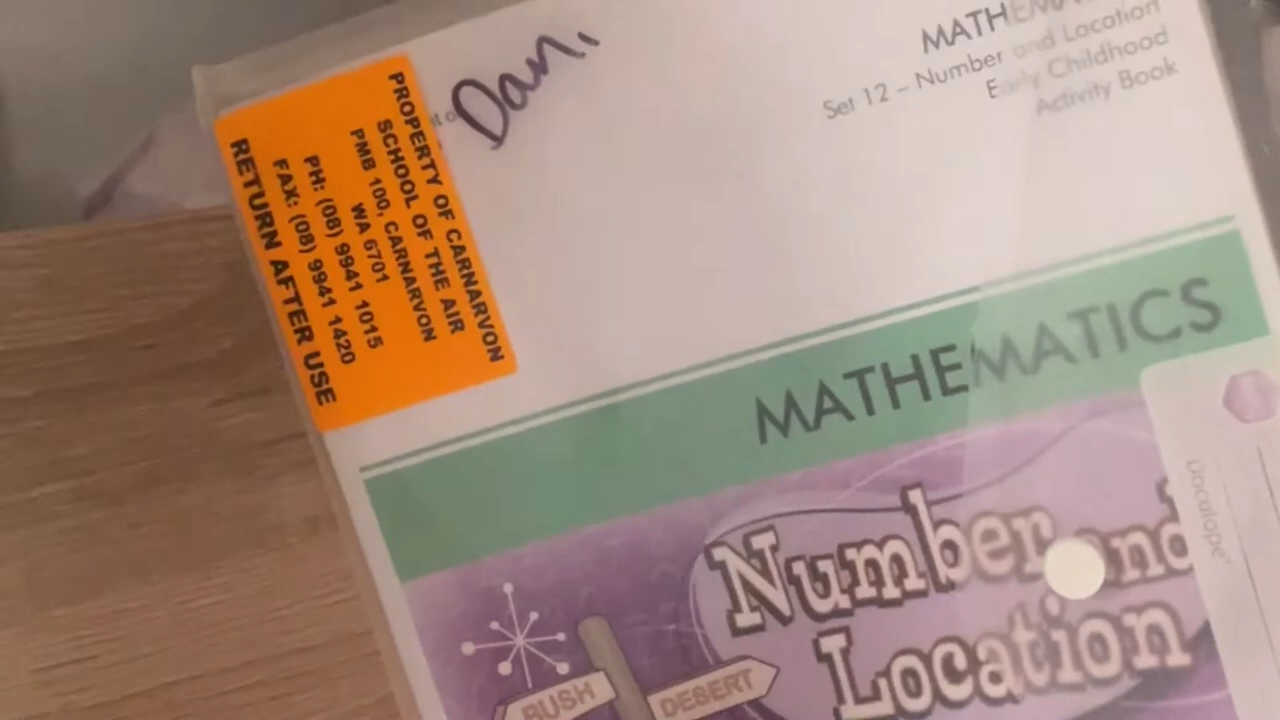 PROPERTY OF CARNARVON
SCHOOL OF THE AIR
PMB 100, CARNARVON
WA 6701
PH: (08) 9941 1015
FAX: (08) 9941 1420
RETURN AFTER USE
Dani
MATHEMA
Set 12 – Number and Location
Early Childhood
Activity Book
MATHEMATICS
Number and
Location
BUSH
DESERT